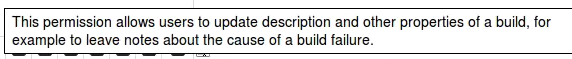 This permission allows users to update description and other properties of a build, for
example to leave notes about the cause of a build failure.